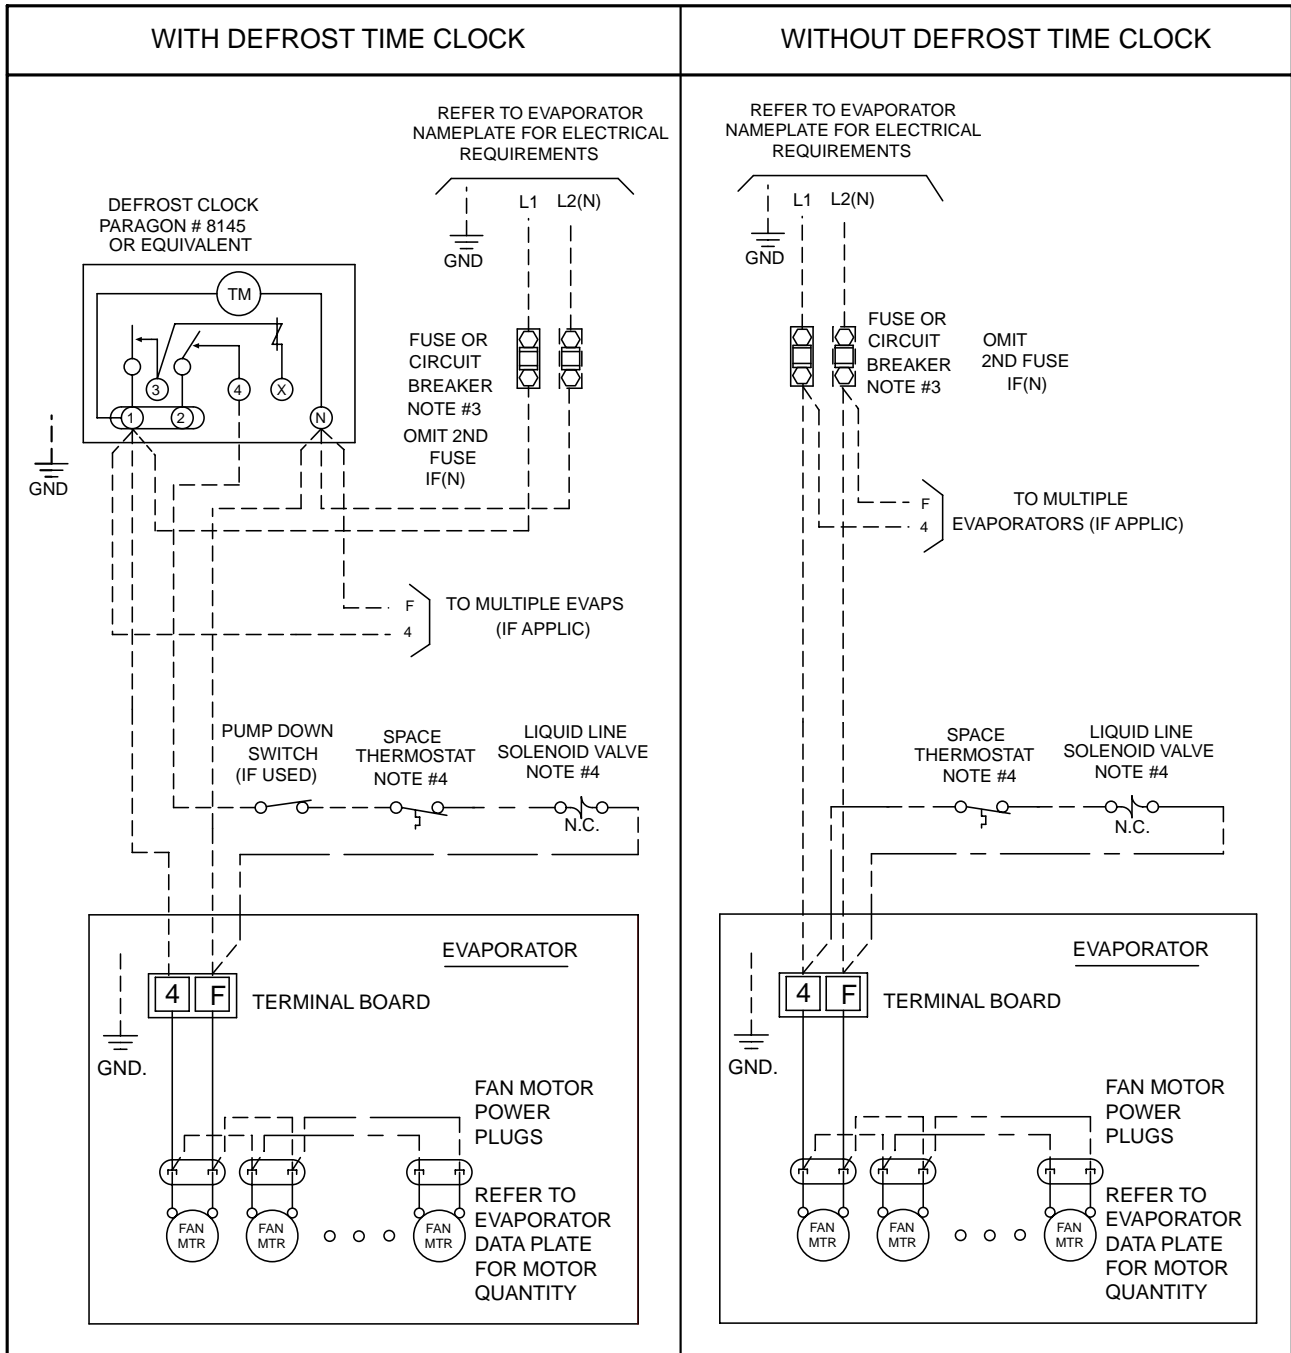 WITH DEFROST TIME CLOCK
REFER TO EVAPORATOR
NAMEPLATE FOR ELECTRICAL
REQUIREMENTS
L1 L2(N)
GND
DEFROST CLOCK
PARAGON # 8145
OR EQUIVALENT
TM
3 4 X
1 2 N
GND
FUSE OR
CIRCUIT
BREAKER
NOTE #3
OMIT 2ND
FUSE
IF(N)
F
4
TO MULTIPLE EVAPS
(IF APPLIC)
PUMP DOWN
SWITCH
(IF USED)
SPACE
THERMOSTAT
NOTE #4
LIQUID LINE
SOLENOID VALVE
NOTE #4
N.C.
EVAPORATOR
4 F
TERMINAL BOARD
GND.
FAN MOTOR
POWER
PLUGS
FAN
MTR
FAN
MTR
FAN
MTR
REFER TO
EVAPORATOR
DATA PLATE
FOR MOTOR
QUANTITY
WITHOUT DEFROST TIME CLOCK
REFER TO EVAPORATOR
NAMEPLATE FOR ELECTRICAL
REQUIREMENTS
L1 L2(N)
GND
FUSE OR
CIRCUIT
BREAKER
NOTE #3
OMIT
2ND FUSE
IF(N)
F
4
TO MULTIPLE
EVAPORATORS (IF APPLIC)
SPACE
THERMOSTAT
NOTE #4
LIQUID LINE
SOLENOID VALVE
NOTE #4
N.C.
EVAPORATOR
4 F
TERMINAL BOARD
GND.
FAN MOTOR
POWER
PLUGS
FAN
MTR
FAN
MTR
FAN
MTR
REFER TO
EVAPORATOR
DATA PLATE
FOR MOTOR
QUANTITY